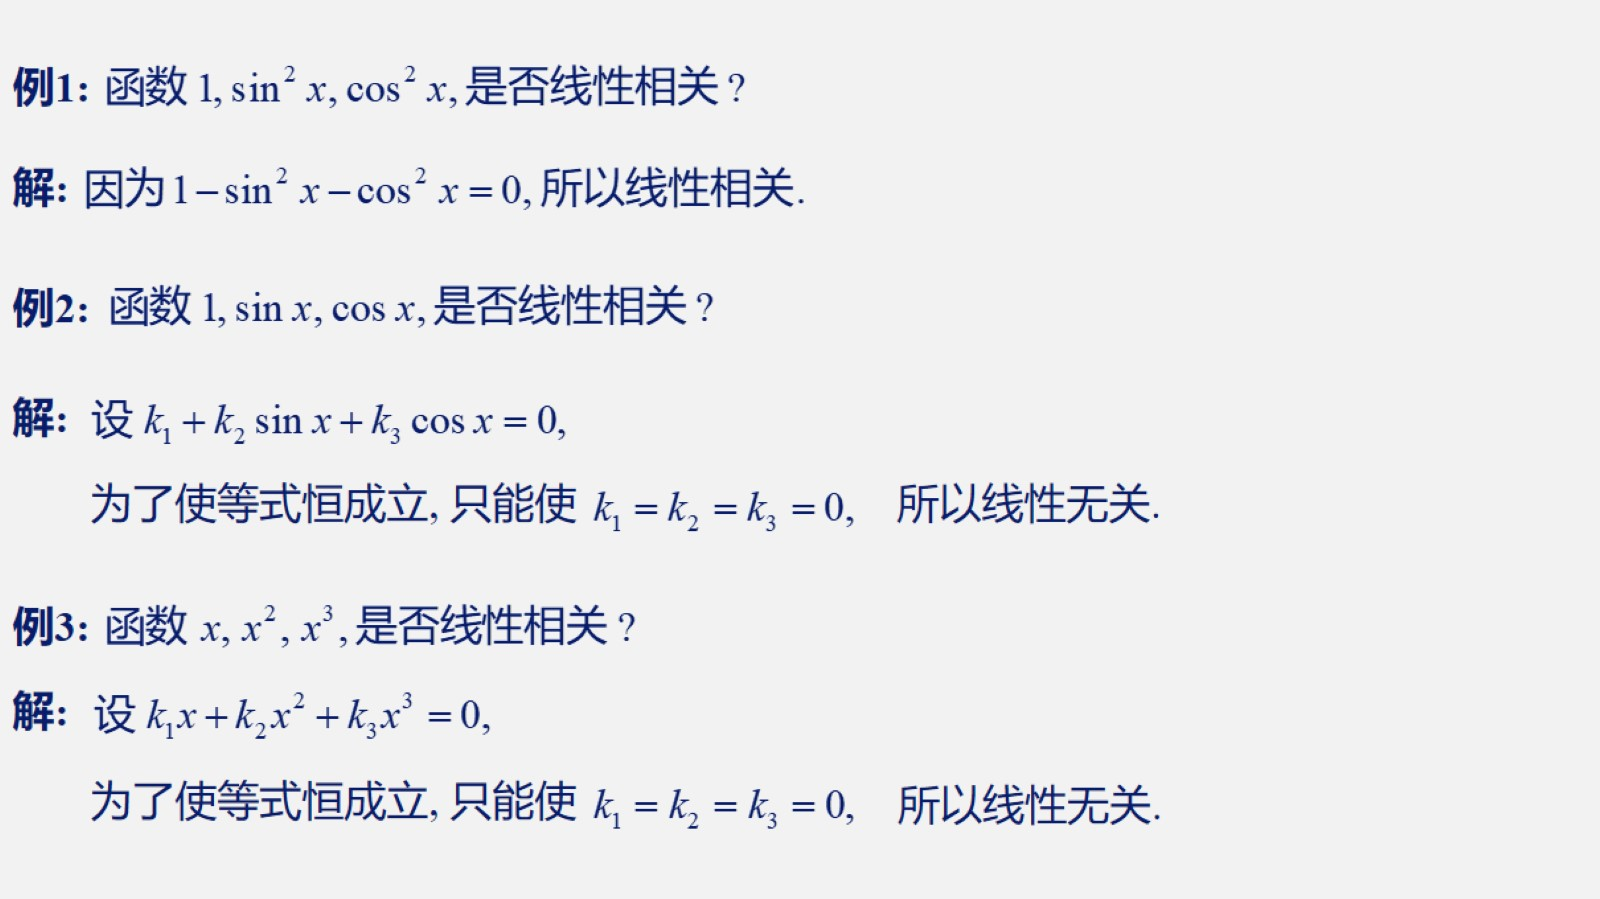 例1: 函数 1, sin² x, cos² x, 是否线性相关?
解: 因为 1 − sin² x − cos² x = 0, 所以线性相关.
例2: 函数 1, sin x, cos x, 是否线性相关?
解: 设 k₁ + k₂ sin x + k₃ cos x = 0,
为了使等式恒成立, 只能使 k₁ = k₂ = k₃ = 0, 所以线性无关.
例3: 函数 x, x², x³, 是否线性相关?
解: 设 k₁x + k₂x² + k₃x³ = 0,
为了使等式恒成立, 只能使 k₁ = k₂ = k₃ = 0, 所以线性无关.